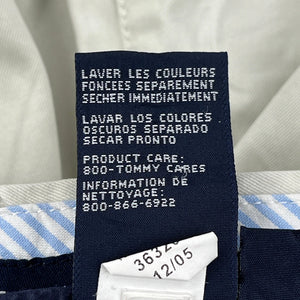 LAVER LES COULEURS
FONCEES SEPAREMENT
SECHER IMMEDIATEMENT
LAVAR LOS COLORES
OSCUROS SEPARADO
SECAR PRONTO
PRODUCT CARE:
800-TOMMY CARES
INFORMATION DE
NETTOYAGE:
800-866-6922
12/05